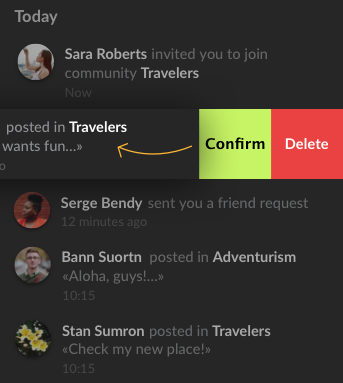 Today
Sara Roberts invited you to join
community Travelers
Now
posted in Travelers
wants fun...»
o
Confirm
Delete
Serge Bendy sent you a friend request
12 minutes ago
Bann Suortn posted in Adventurism
«Aloha, guys!...»
10:15
Stan Sumron posted in Travelers
«Check my new place!»
10:15